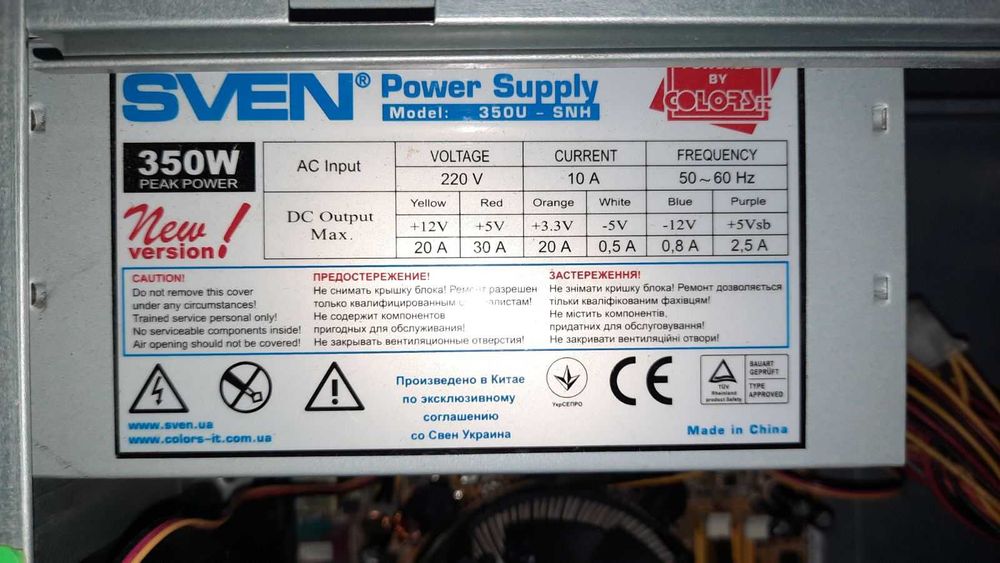 SVEN® Power Supply
Model: 350U - SNH
POWERED
BY
COLORSit
350W
PEAK POWER
New
version!
AC Input
VOLTAGE CURRENT FREQUENCY
220 V 10 A 50~60 Hz
DC Output
Max.
Yellow Red Orange White Blue Purple
+12V +5V +3.3V -5V -12V +5Vsb
20 A 30 A 20 A 0,5 A 0,8 A 2,5 A
CAUTION!
Do not remove this cover
under any circumstances!
Trained service personal only!
No serviceable components inside!
Air opening should not be covered!
ПРЕДОСТЕРЕЖЕНИЕ!
Не снимать крышку блока! Ремонт разрешен
только квалифицированным
Не содержит компонентов
пригодных для обслуживания!
Не закрывать вентиляционные отверстия!
ЗАСТЕРЕЖЕННЯ!
Не знімати кришку блока! Ремонт дозволяється
тільки кваліфікованим фахівцям!
Не містить компонентів,
придатних для обслуговування!
Не закривати вентиляційні отвори!
www.sven.ua
www.colors-it.com.ua
Произведено в Китае
по эксклюзивному
соглашению
со Свен Украина
УкрСЕПРО
CE
TÜV
Rheinland
product Safety
BAUART
GEPRÜFT
TYPE
APPROVED
Made in China